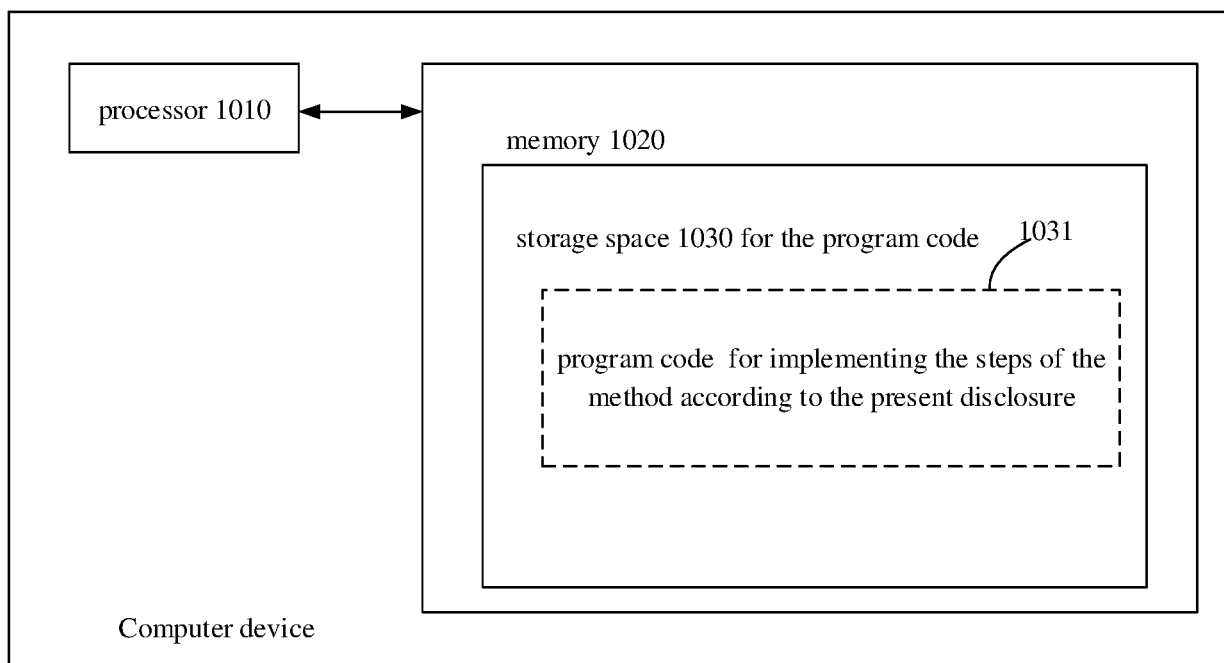 processor 1010
memory 1020
storage space 1030 for the program code
1031
program code for implementing the steps of the
method according to the present disclosure
Computer device